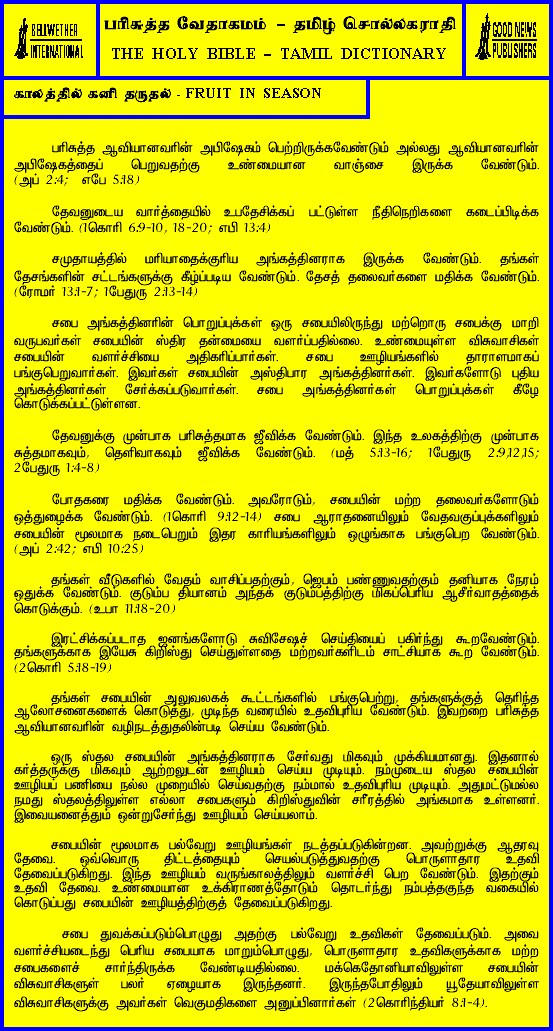 BELLWETHER
INTERNATIONAL
பரிசுத்த வேதாகமம் – தமிழ் சொல்லகராதி
THE HOLY BIBLE – TAMIL DICTIONARY
GOOD NEWS
PUBLISHERS
காலத்தில் கனி தருதல் - FRUIT IN SEASON
பரிசுத்த ஆவியானவரின் அபிஷேகம் பெற்றிருக்கவேண்டும் அல்லது ஆவியானவரின்
அபிஷேகத்தைப் பெறுவதற்கு உண்மையான வாஞ்சை இருக்க வேண்டும்.
(அப் 2:4; எபே 5:18)
தேவனுடைய வார்த்தையில் உபதேசிக்கப் பட்டுள்ள நீதிநெறிகளை கடைப்பிடிக்க
வேண்டும். (1கொரி 6:9-10, 18-20; எபி 13:4)
சமுதாயத்தில் மரியாதைக்குரிய அங்கத்தினராக இருக்க வேண்டும். தங்கள்
தேசங்களின் சட்டங்களுக்கு கீழ்ப்படிய வேண்டும். தேசத் தலைவர்களை மதிக்க வேண்டும்.
(ரோமர் 13:1-7; 1பேதுரு 2:13-14)
சபை அங்கத்தினரின் பொறுப்புக்கள் ஒரு சபையிலிருந்து மற்றொரு சபைக்கு மாறி
வருபவர்கள் சபையின் ஸ்திர தன்மையை வளர்ப்பதில்லை. உண்மையுள்ள விசுவாசிகள்
சபையின் வளர்ச்சியை அதிகரிப்பார்கள். சபை ஊழியங்களில் தாராளமாகப்
பங்குபெறுவார்கள். இவர்கள் சபையின் அஸ்திபார அங்கத்தினர்கள். இவர்களோடு புதிய
அங்கத்தினர்கள் சேர்க்கப்படுவார்கள். சபை அங்கத்தினர்கள் பொறுப்புக்கள் கீழே
கொடுக்கப்பட்டுள்ளன.
தேவனுக்கு முன்பாக பரிசுத்தமாக ஜீவிக்க வேண்டும். இந்த உலகத்திற்கு முன்பாக
சுத்தமாகவும், தெளிவாகவும் ஜீவிக்க வேண்டும். (மத் 5:13-16; 1பேதுரு 2:9,12,15;
2பேதுரு 1:4-8)
போதகரை மதிக்க வேண்டும். அவரோடும், சபையின் மற்ற தலைவர்களோடும்
ஒத்துழைக்க வேண்டும். (1கொரி 9:12-14) சபை ஆராதனையிலும் வேதவகுப்புக்களிலும்
சபையின் மூலமாக நடைபெறும் இதர காரியங்களிலும் ஒழுங்காக பங்குபெற வேண்டும்.
(அப் 2:42; எபி 10:25)
தங்கள் வீடுகளில் வேதம் வாசிப்பதற்கும், ஜெபம் பண்ணுவதற்கும் தனியாக நேரம்
ஒதுக்க வேண்டும். குடும்ப தியானம் அந்தக் குடும்பத்திற்கு மிகப்பெரிய ஆசீர்வாதத்தைக்
கொடுக்கும். (உபா 11:18-20)
இரட்சிக்கப்படாத ஜனங்களோடு சுவிசேஷச் செய்தியைப் பகிர்ந்து கூறவேண்டும்.
தங்களுக்காக இயேசு கிறிஸ்து செய்துள்ளதை மற்றவர்களிடம் சாட்சியாக கூற வேண்டும்.
(2கொரி 5:18-19)
தங்கள் சபையின் அலுவலகக் கூட்டங்களில் பங்குபெற்று, தங்களுக்குத் தெரிந்த
ஆலோசனைகளைக் கொடுத்து, முடிந்த வரையில் உதவிபுரிய வேண்டும். இவற்றை பரிசுத்த
ஆவியானவரின் வழிநடத்துதலின்படி செய்ய வேண்டும்.
ஒரு ஸ்தல சபையின் அங்கத்தினராக சேர்வது மிகவும் முக்கியமானது. இதனால்
கர்த்தருக்கு மிகவும் ஆற்றலுடன் ஊழியம் செய்ய முடியும். நம்முடைய ஸ்தல சபையின்
ஊழியப் பணியை நல்ல முறையில் செய்வதற்கு நம்மால் உதவிபுரிய முடியும். அதுமட்டுமல்ல
நமது ஸ்தலத்திலுள்ள எல்லா சபைகளும் கிறிஸ்துவின் சரீரத்தில் அங்கமாக உள்ளனர்.
இவையனைத்தும் ஒன்றுசேர்ந்து ஊழியம் செய்யலாம்.
சபையின் மூலமாக பல்வேறு ஊழியங்கள் நடத்தப்படுகின்றன. அவற்றுக்கு ஆதரவு
தேவை. ஒவ்வொரு திட்டத்தையும் செயல்படுத்துவதற்கு பொருளாதார உதவி
தேவைப்படுகிறது. இந்த ஊழியம் வருங்காலத்திலும் வளர்ச்சி பெற வேண்டும். இதற்கும்
உதவி தேவை. உண்மையான உக்கிராணத்தோடும் தொடர்ந்து நம்பத்தகுந்த வகையில்
கொடுப்பது சபையின் ஊழியத்திற்குத் தேவைப்படுகிறது.
சபை துவக்கப்படும்பொழுது அதற்கு பல்வேறு உதவிகள் தேவைப்படும். அவை
வளர்ச்சியடைந்து பெரிய சபையாக மாறும்பொழுது, பொருளாதார உதவிகளுக்காக மற்ற
சபைகளைச் சார்ந்திருக்க வேண்டியதில்லை. மக்கெதோனியாவிலுள்ள சபையின்
விசுவாசிகளுள் பலர் ஏழையாக இருந்தனர். இருந்தபோதிலும் யூதேயாவிலுள்ள
விசுவாசிகளுக்கு அவர்கள் வெகுமதிகளை அனுப்பினார்கள் (2கொரிந்தியர் 8:1-4).